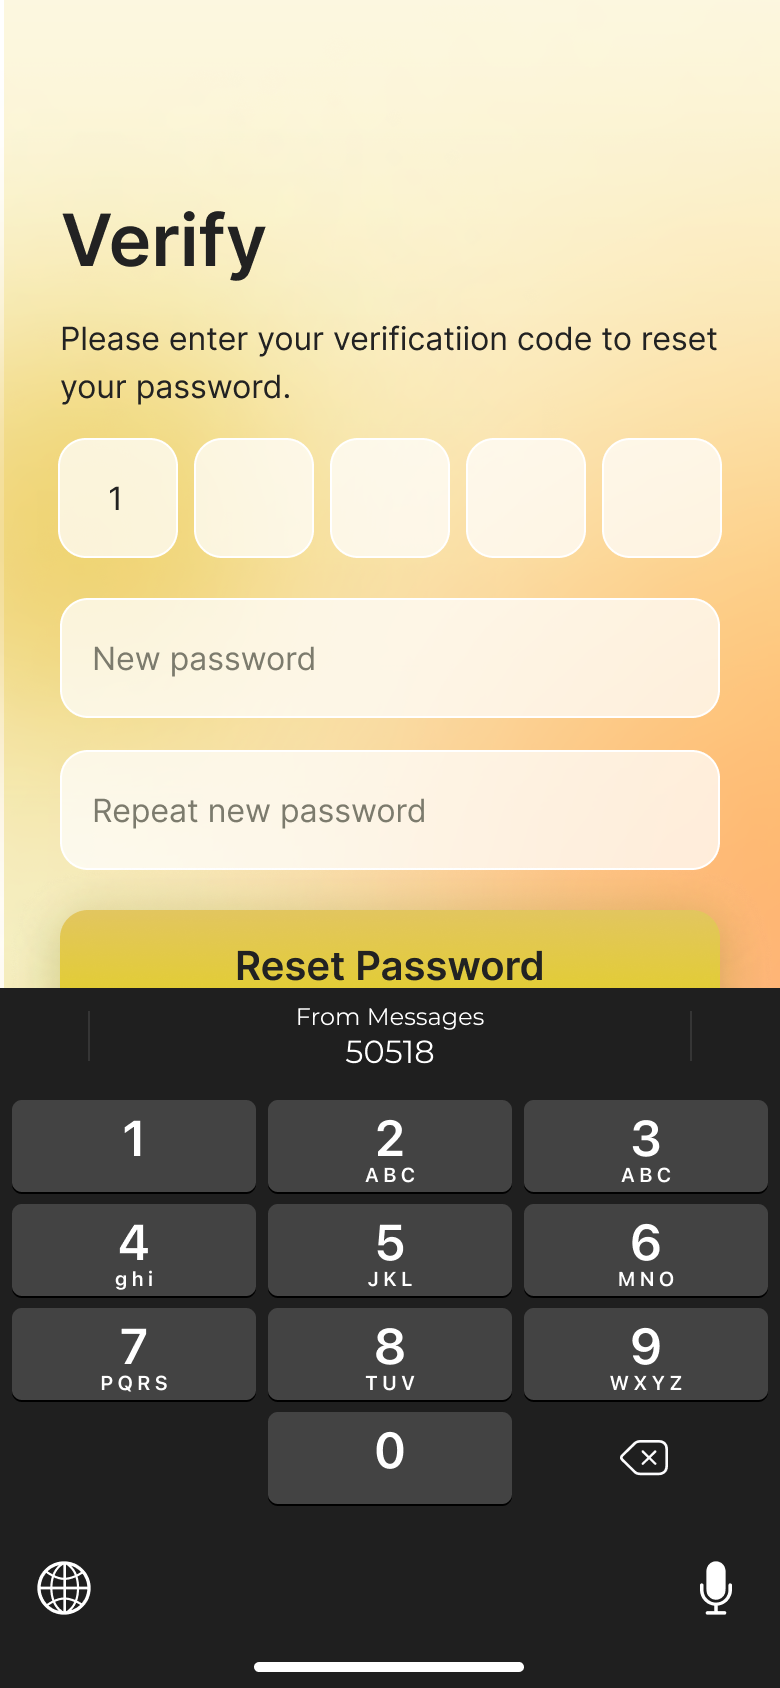 Verify
Please enter your verificatiion code to reset
your password.
1
New password
Repeat new password
Reset Password
From Messages
50518
1
2
3
ABC
ABC
4
5
6
ghi
JKL
MNO
7
8
9
PQRS
TUV
WXYZ
0